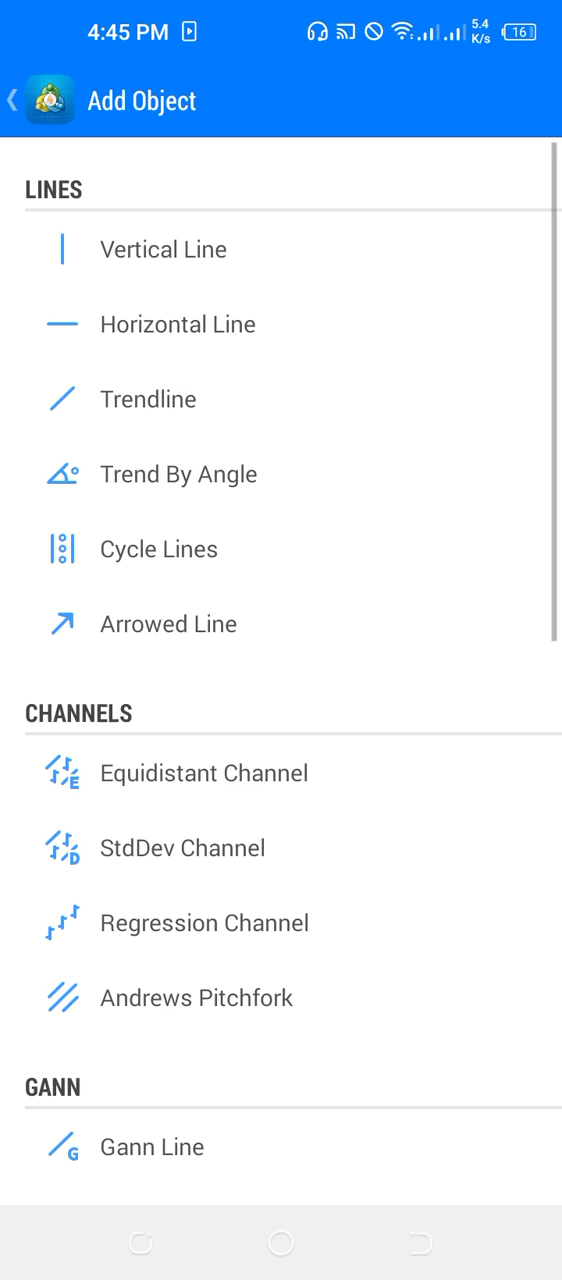 4:45 PM
5.4
K/s
16
4
Add Object
LINES
Vertical Line
Horizontal Line
Trendline
Trend By Angle
Cycle Lines
Arrowed Line
CHANNELS
E
Equidistant Channel
D
StdDev Channel
Regression Channel
Andrews Pitchfork
GANN
G
Gann Line